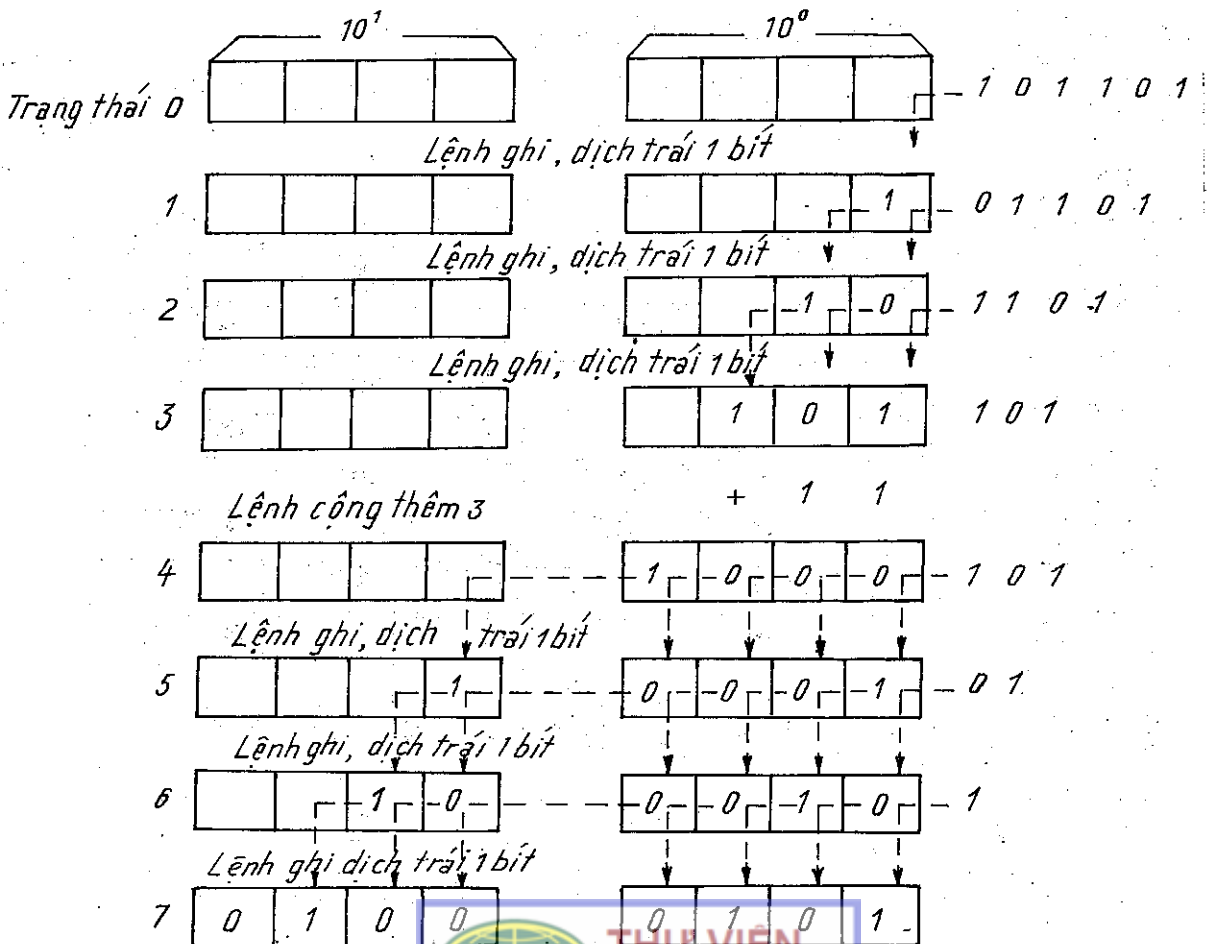 10¹ 10⁰
Trạng thái 0 1 0 1 1 0 1
Lệnh ghi, dịch trái 1 bít
1 1 0 1 1 0 1
Lệnh ghi, dịch trái 1 bít
2 1 0 1 1 0 1
Lệnh ghi, dịch trái 1 bít
3 1 0 1 1 0 1
Lệnh cộng thêm 3 + 1 1
4 1 0 0 0 1 0 1
Lệnh ghi, dịch trái 1 bít
5 1 0 0 0 1 0 1
Lệnh ghi, dịch trái 1 bít
6 1 0 0 0 1 0 1
Lệnh ghi dịch trái 1 bít
7 0 1 0 0 0 1 0 1
THƯ VIỆN